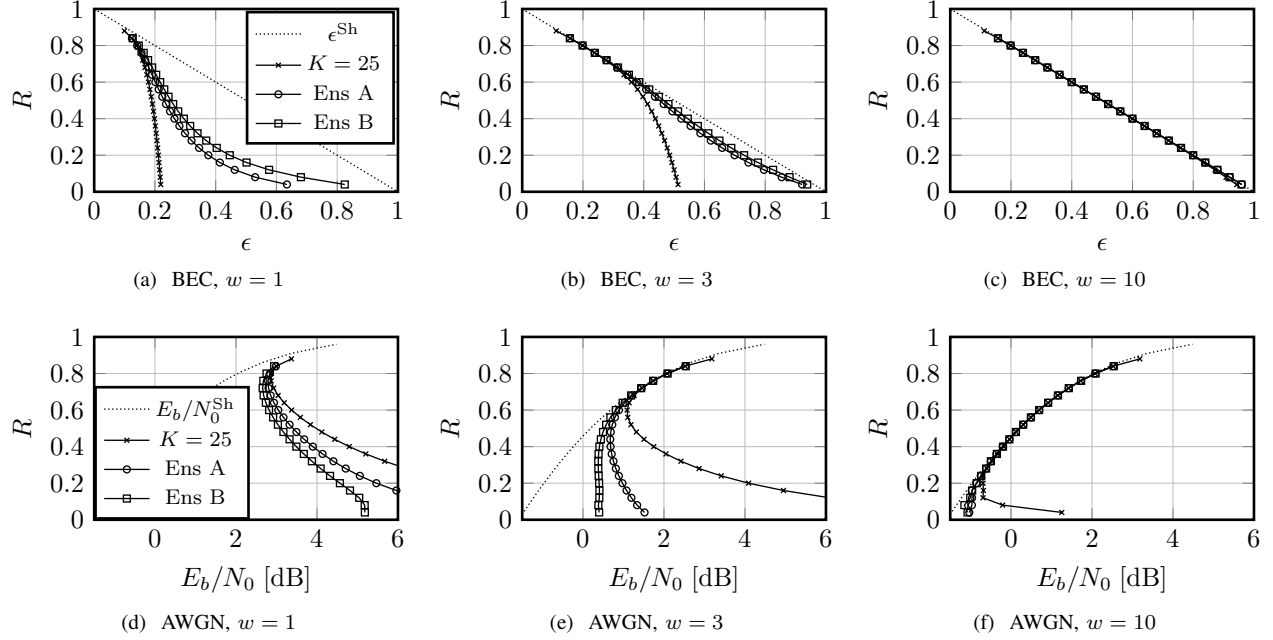 1
0.8
0.6
0.4
0.2
0
R
0 0.2 0.4 0.6 0.8 1
ϵ
ϵ^Sh
K = 25
Ens A
Ens B
(a) BEC, w = 1
1
0.8
0.6
0.4
0.2
0
R
0 0.2 0.4 0.6 0.8 1
ϵ
(b) BEC, w = 3
1
0.8
0.6
0.4
0.2
0
R
0 0.2 0.4 0.6 0.8 1
ϵ
(c) BEC, w = 10
1
0.8
0.6
0.4
0.2
0
R
0 2 4 6
E_b/N_0 [dB]
E_b/N_0^Sh
K = 25
Ens A
Ens B
(d) AWGN, w = 1
1
0.8
0.6
0.4
0.2
0
R
0 2 4 6
E_b/N_0 [dB]
(e) AWGN, w = 3
1
0.8
0.6
0.4
0.2
0
R
0 2 4 6
E_b/N_0 [dB]
(f) AWGN, w = 10